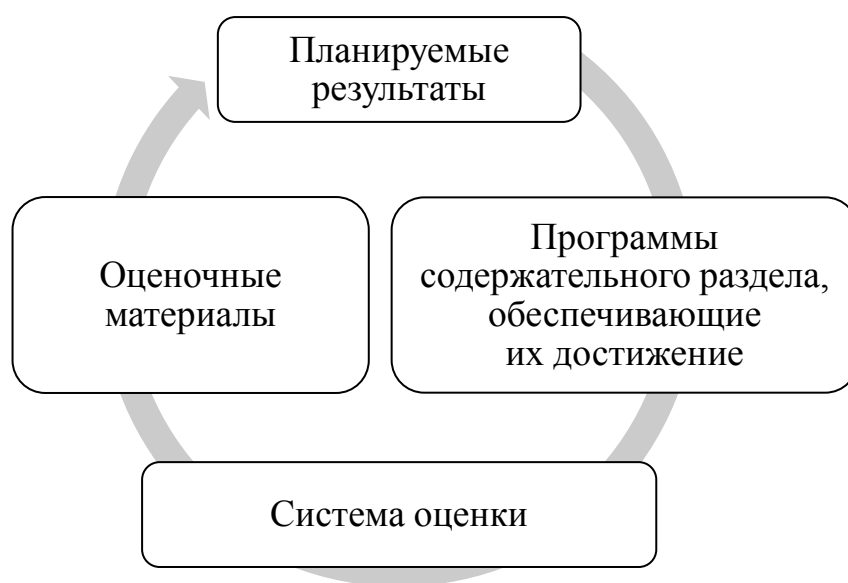 Планируемые
результаты
Программы
содержательного раздела,
обеспечивающие
их достижение
Система оценки
Оценочные
материалы